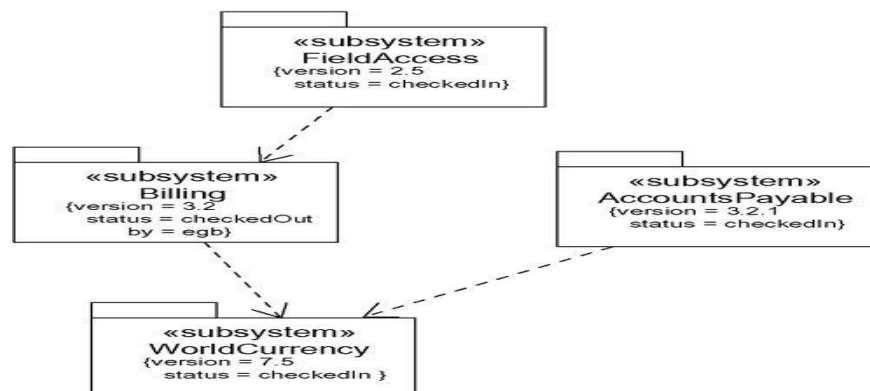 «subsystem»
FieldAccess
{version = 2.5
status = checkedIn}
«subsystem»
Billing
{version = 3.2
status = checkedOut
by = egb}
«subsystem»
AccountsPayable
{version = 3.2.1
status = checkedIn}
«subsystem»
WorldCurrency
{version = 7.5
status = checkedIn }